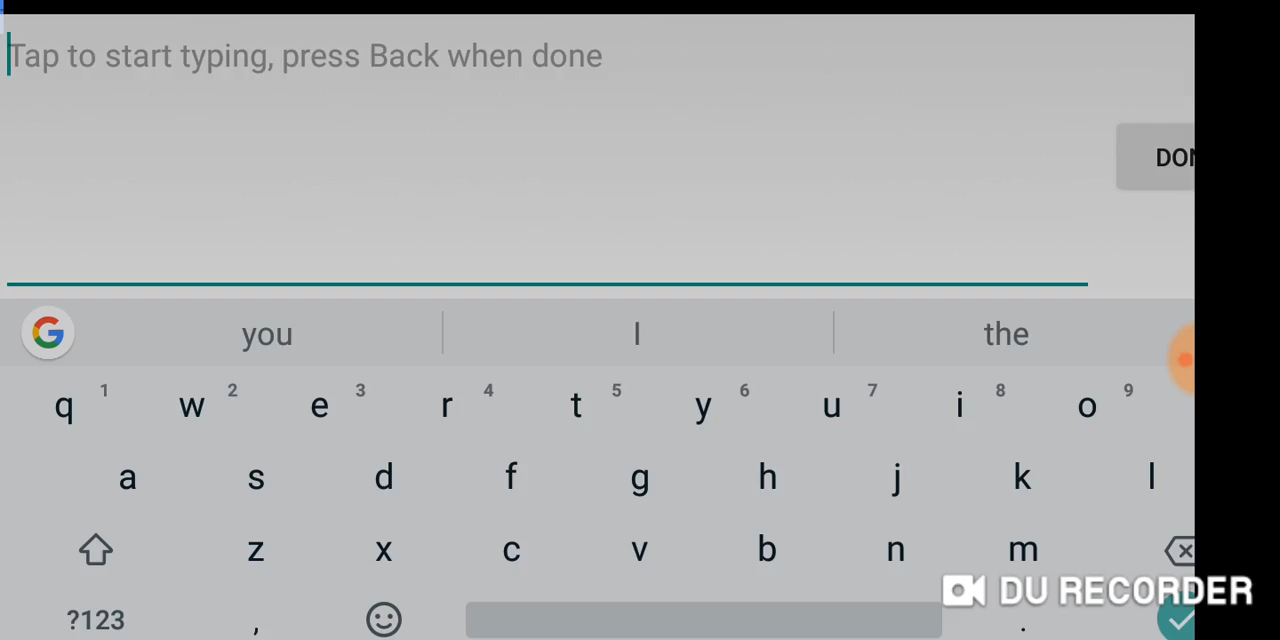 Tap to start typing, press Back when done
DON
you I the
q 1 w 2 e 3 r 4 t 5 y 6 u 7 i 8 o 9
a s d f g h j k l
z x c v b n m
DU RECORDER
?123 , .